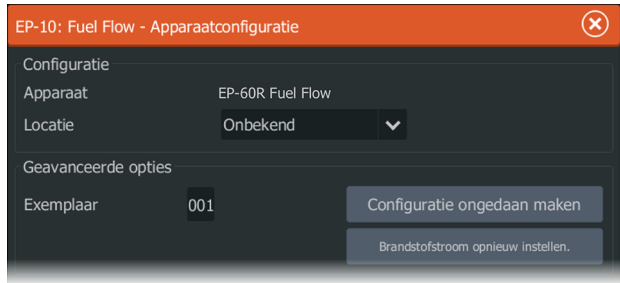 EP-10: Fuel Flow - Apparaatconfiguratie
Configuratie
Apparaat EP-60R Fuel Flow
Locatie Onbekend
Geavanceerde opties
Exemplaar 001 Configuratie ongedaan maken
Brandstofstroom opnieuw instellen.